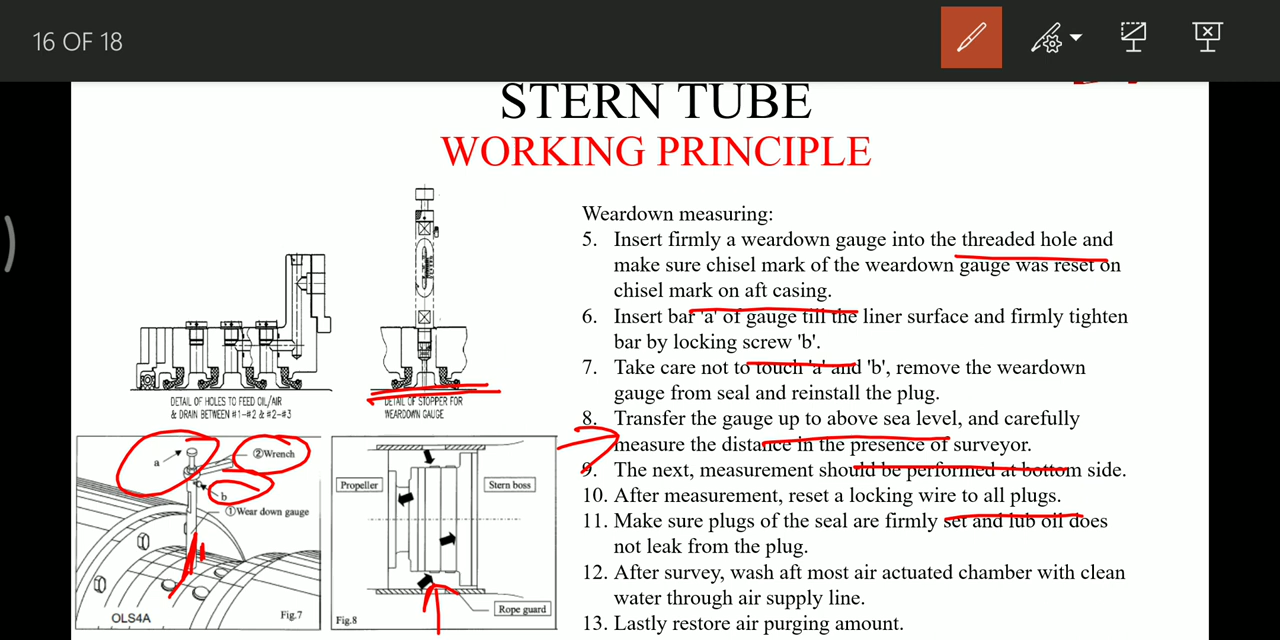 16 OF 18
STERN TUBE
WORKING PRINCIPLE
Weardown measuring:
5. Insert firmly a weardown gauge into the threaded hole and
make sure chisel mark of the weardown gauge was reset on
chisel mark on aft casing.
6. Insert bar 'a' of gauge till the liner surface and firmly tighten
bar by locking screw 'b'.
7. Take care not to touch 'a' and 'b', remove the weardown
gauge from seal and reinstall the plug.
8. Transfer the gauge up to above sea level, and carefully
measure the distance in the presence of surveyor.
9. The next, measurement should be performed at bottom side.
10. After measurement, reset a locking wire to all plugs.
11. Make sure plugs of the seal are firmly set and lub oil does
not leak from the plug.
12. After survey, wash aft most air actuated chamber with clean
water through air supply line.
13. Lastly restore air purging amount.
DETAIL OF HOLES TO FEED OIL/AIR
& DRAIN BETWEEN #1-#2 & #2-#3
DETAIL OF STOPPER FOR
WEARDOWN GAUGE
a
②Wrench
b
①Wear down gauge
OLS4A
Fig.7
Propeller
Stern boss
Rope guard
Fig.8